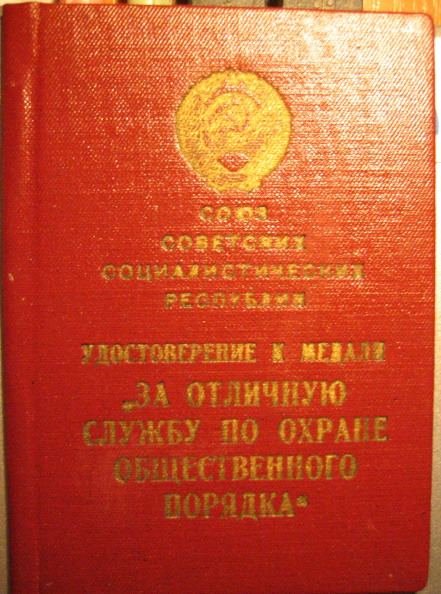 СОЮЗ
СОВЕТСКИХ
СОЦИАЛИСТИЧЕСКИХ
РЕСПУБЛИК
УДОСТОВЕРЕНИЕ К МЕДАЛИ
„ЗА ОТЛИЧНУЮ
СЛУЖБУ ПО ОХРАНЕ
ОБЩЕСТВЕННОГО
ПОРЯДКА“